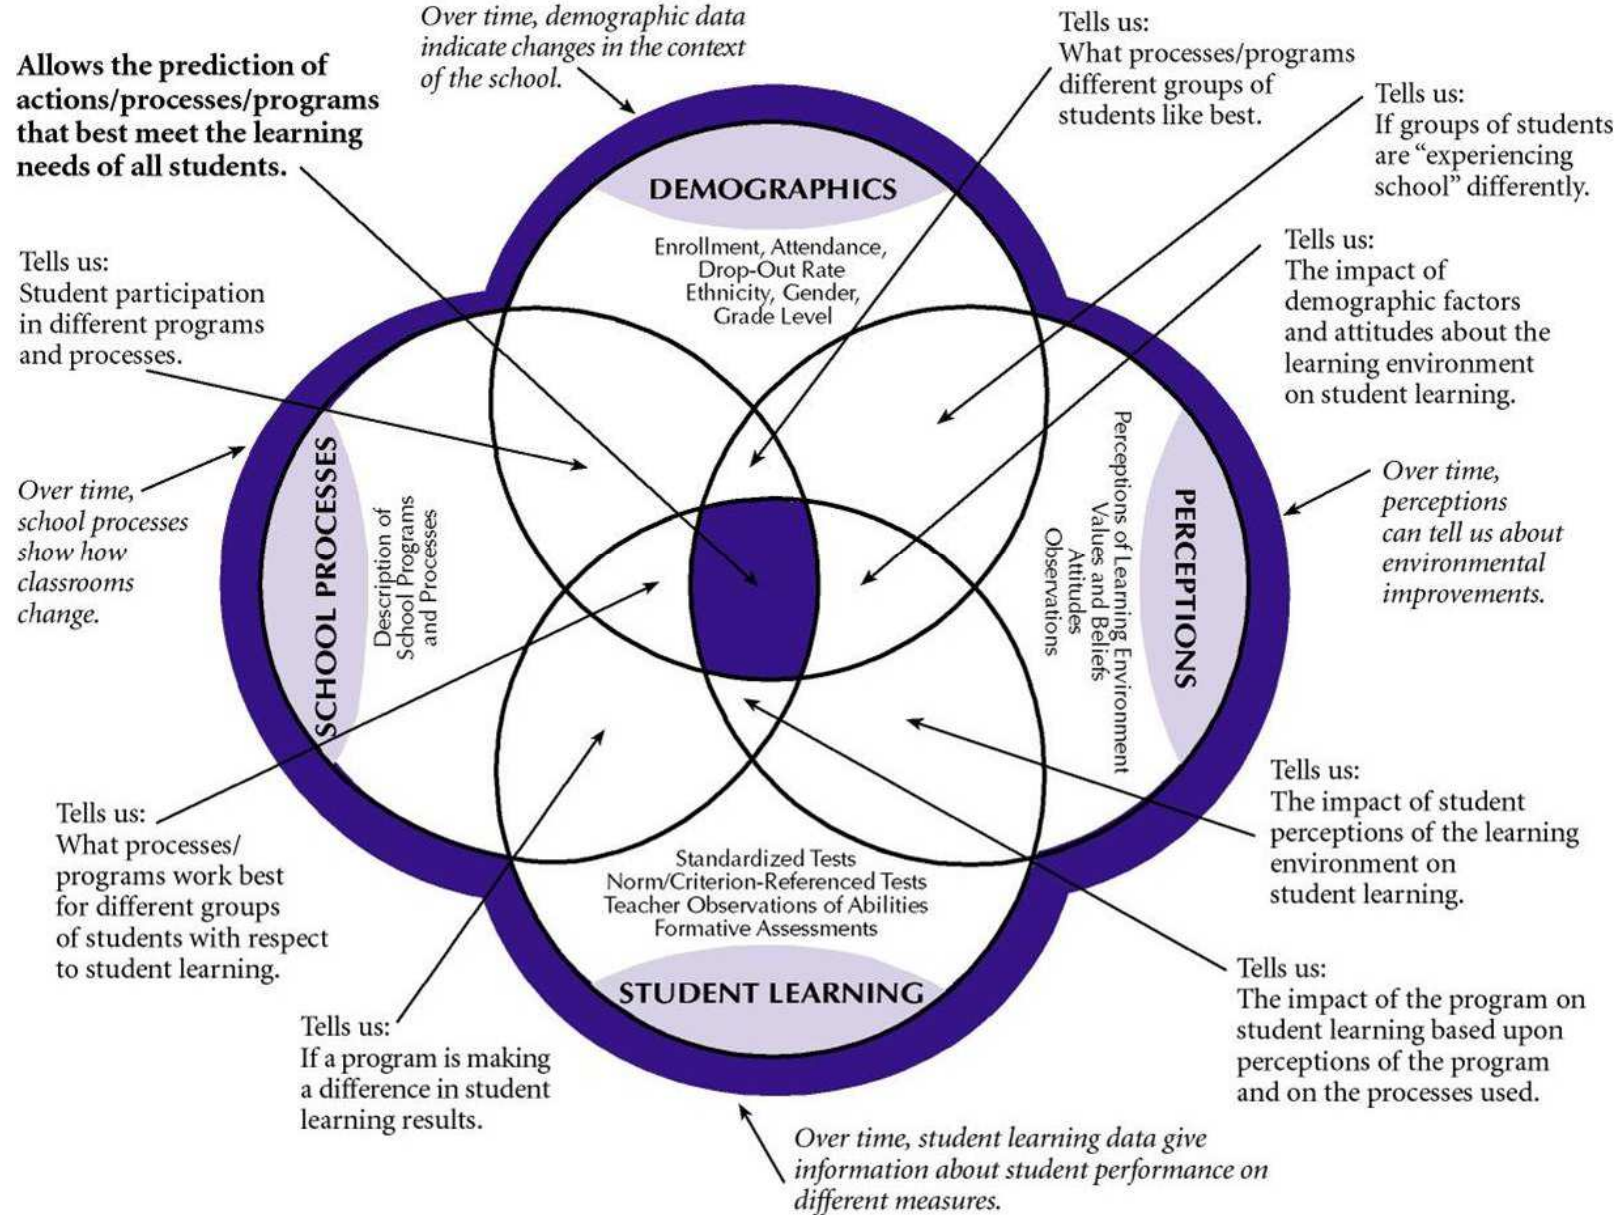 Over time, demographic data
indicate changes in the context
of the school.
Tells us:
What processes/programs
different groups of
students like best.
Allows the prediction of
actions/processes/programs
that best meet the learning
needs of all students.
Tells us:
If groups of students
are “experiencing
school” differently.
DEMOGRAPHICS
Enrollment, Attendance,
Drop-Out Rate
Ethnicity, Gender,
Grade Level
Tells us:
Student participation
in different programs
and processes.
Tells us:
The impact of
demographic factors
and attitudes about the
learning environment
on student learning.
Over time,
school processes
show how
classrooms
change.
SCHOOL PROCESSES
Description of
School Programs
and Processes
Perceptions of Learning Environment
Values and Beliefs
Attitudes
Observations
PERCEPTIONS
Over time,
perceptions
can tell us about
environmental
improvements.
Tells us:
What processes/
programs work best
for different groups
of students with respect
to student learning.
Tells us:
The impact of student
perceptions of the learning
environment on
student learning.
Standardized Tests
Norm/Criterion-Referenced Tests
Teacher Observations of Abilities
Formative Assessments
STUDENT LEARNING
Tells us:
If a program is making
a difference in student
learning results.
Tells us:
The impact of the program on
student learning based upon
perceptions of the program
and on the processes used.
Over time, student learning data give
information about student performance on
different measures.